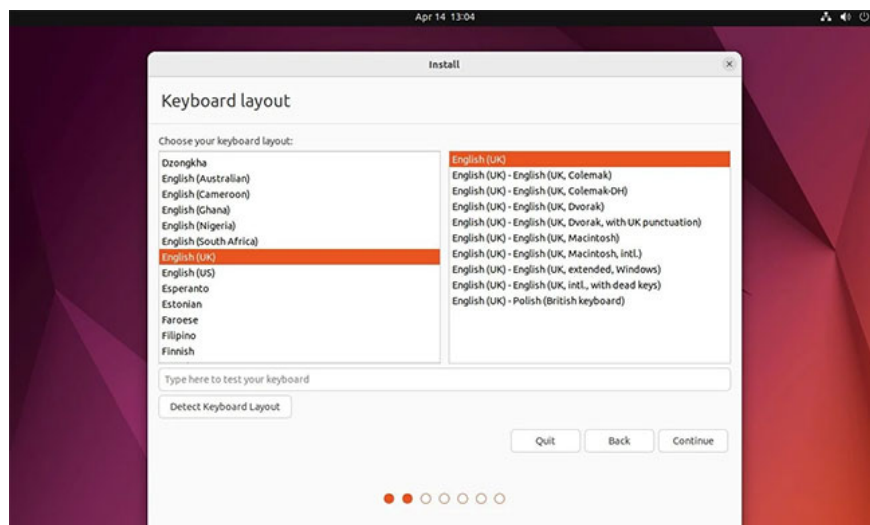 Apr 14 13:04
Install
Keyboard layout
Choose your keyboard layout:
Dzongkha
English (Australian)
English (Cameroon)
English (Ghana)
English (Nigeria)
English (South Africa)
English (UK)
English (US)
Esperanto
Estonian
Faroese
Filipino
Finnish
English (UK)
English (UK) - English (UK, Colemak)
English (UK) - English (UK, Colemak-DH)
English (UK) - English (UK, Dvorak)
English (UK) - English (UK, Dvorak, with UK punctuation)
English (UK) - English (UK, Macintosh)
English (UK) - English (UK, Macintosh, intl.)
English (UK) - English (UK, extended, Windows)
English (UK) - English (UK, intl., with dead keys)
English (UK) - Polish (British keyboard)
Type here to test your keyboard
Detect Keyboard Layout
Quit Back Continue